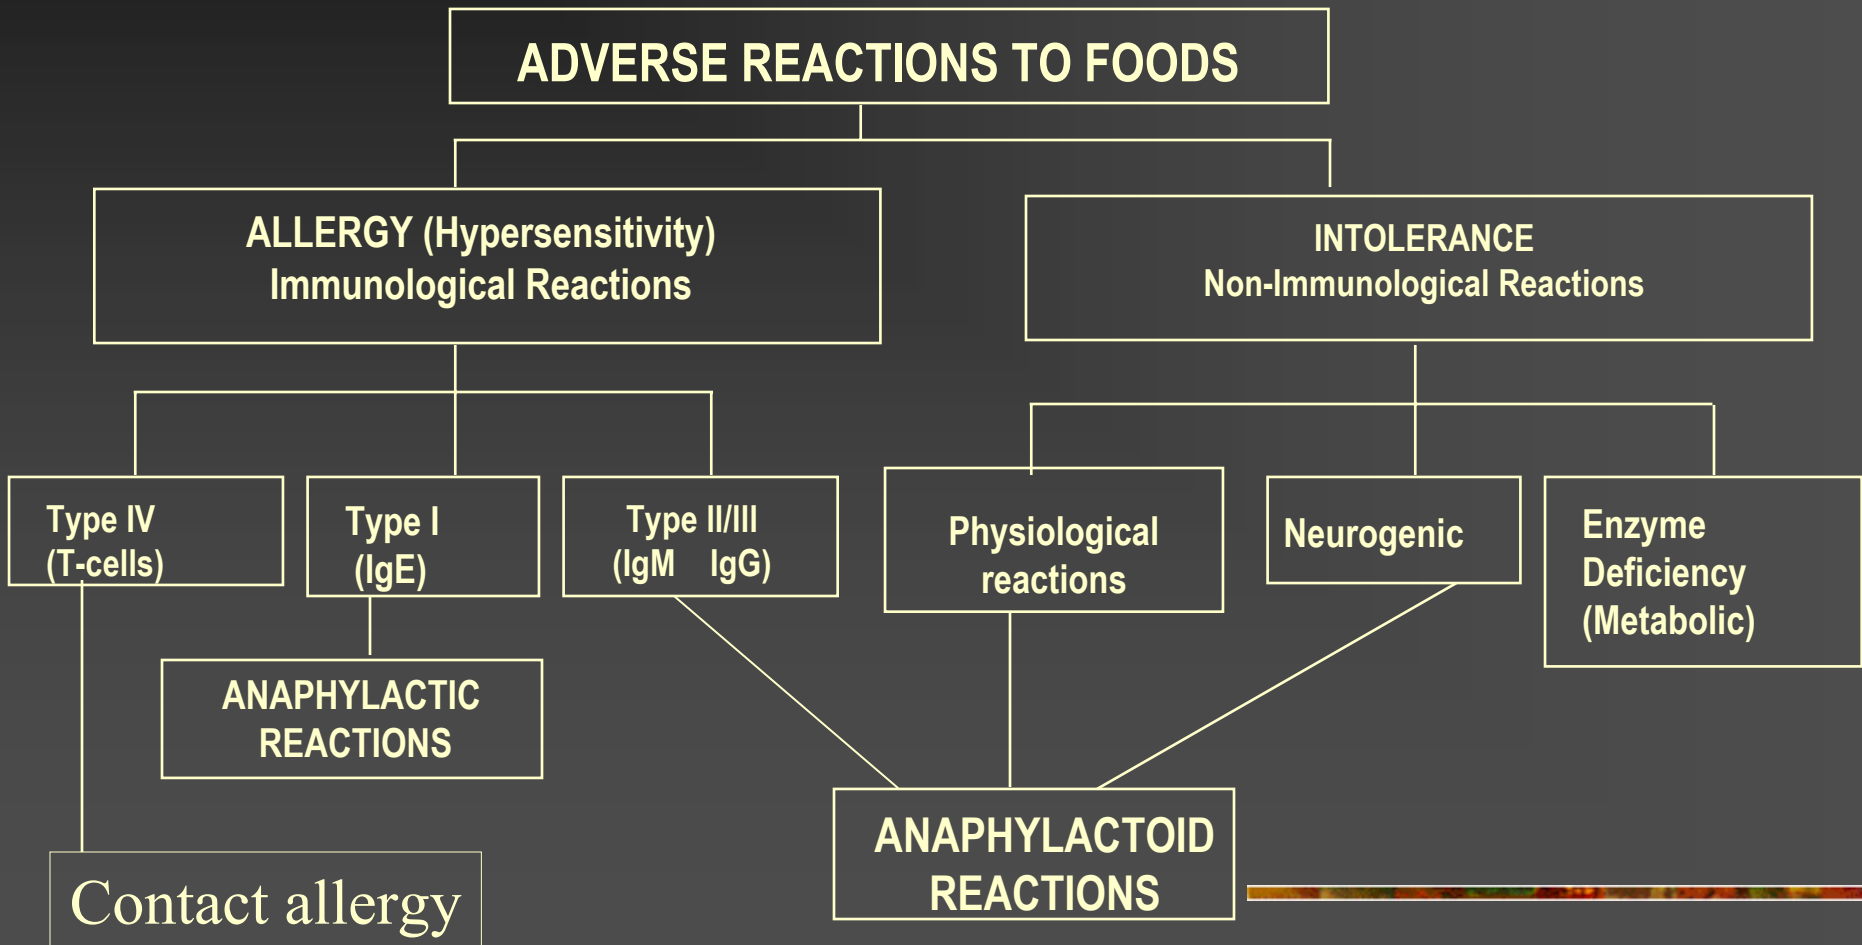 ADVERSE REACTIONS TO FOODS
ALLERGY (Hypersensitivity)
Immunological Reactions
INTOLERANCE
Non-Immunological Reactions
Type IV
(T-cells)
Type I
(IgE)
Type II/III
(IgM IgG)
Physiological
reactions
Neurogenic
Enzyme
Deficiency
(Metabolic)
ANAPHYLACTIC
REACTIONS
ANAPHYLACTOID
REACTIONS
Contact allergy